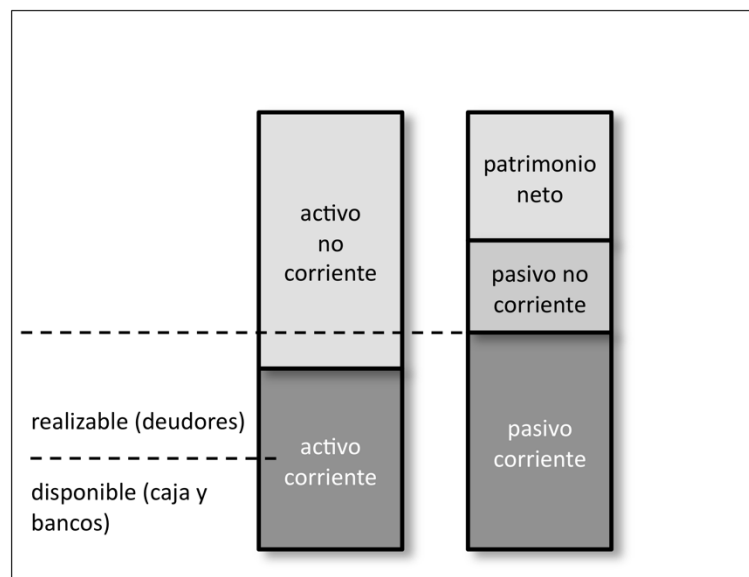 patrimonio
neto
activo
no
corriente
pasivo no
corriente
realizable (deudores)
activo
corriente
pasivo
corriente
disponible (caja y
bancos)